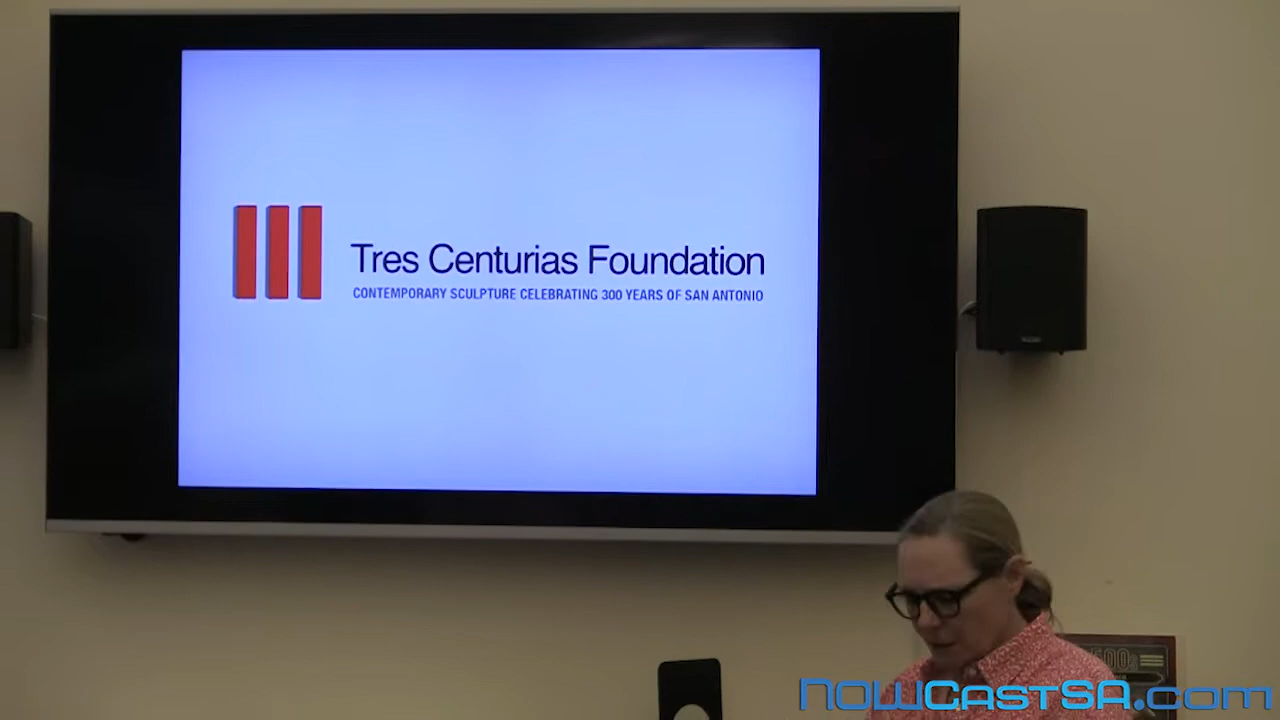 Tres Centurias Foundation
CONTEMPORARY SCULPTURE CELEBRATING 300 YEARS OF SAN ANTONIO
NOWCastSA.com